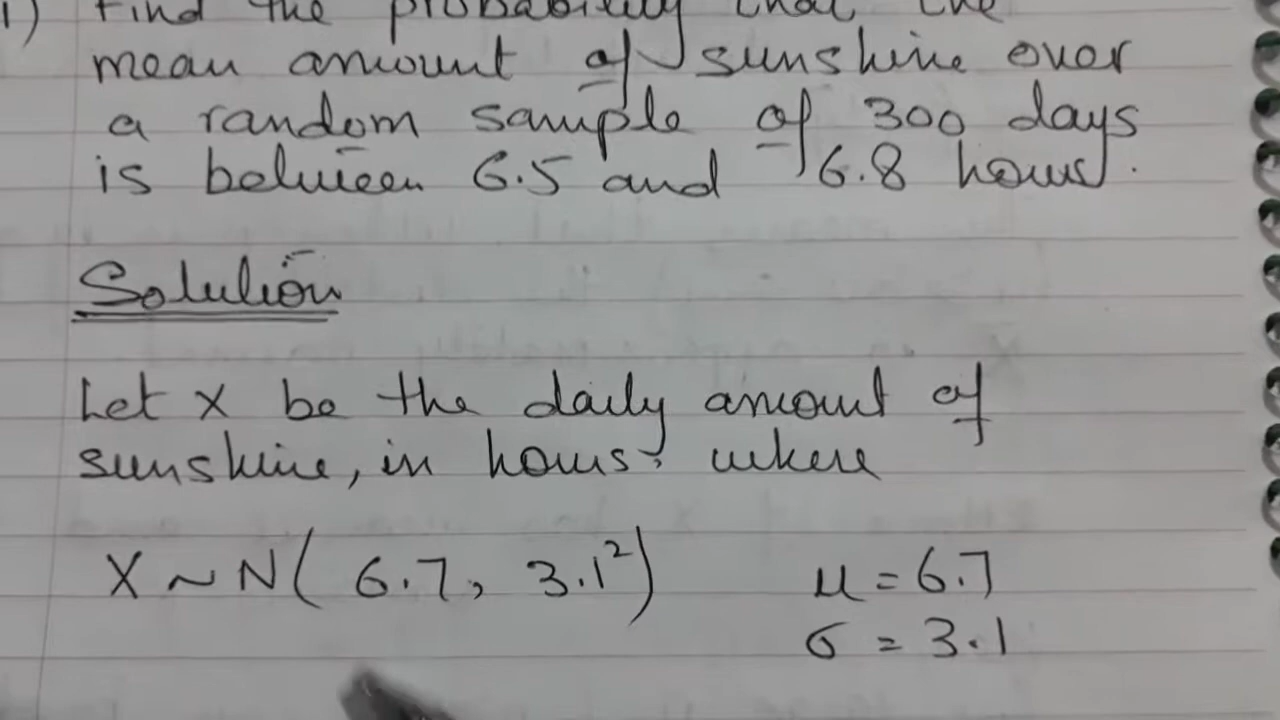 1) Find the probability that the
mean amount of sunshine over
a random sample of 300 days
is between 6.5 and 6.8 hours.
Solution
Let X be the daily amount of
sunshine, in hours, where
X ~ N( 6.7, 3.1²)
μ = 6.7
σ = 3.1